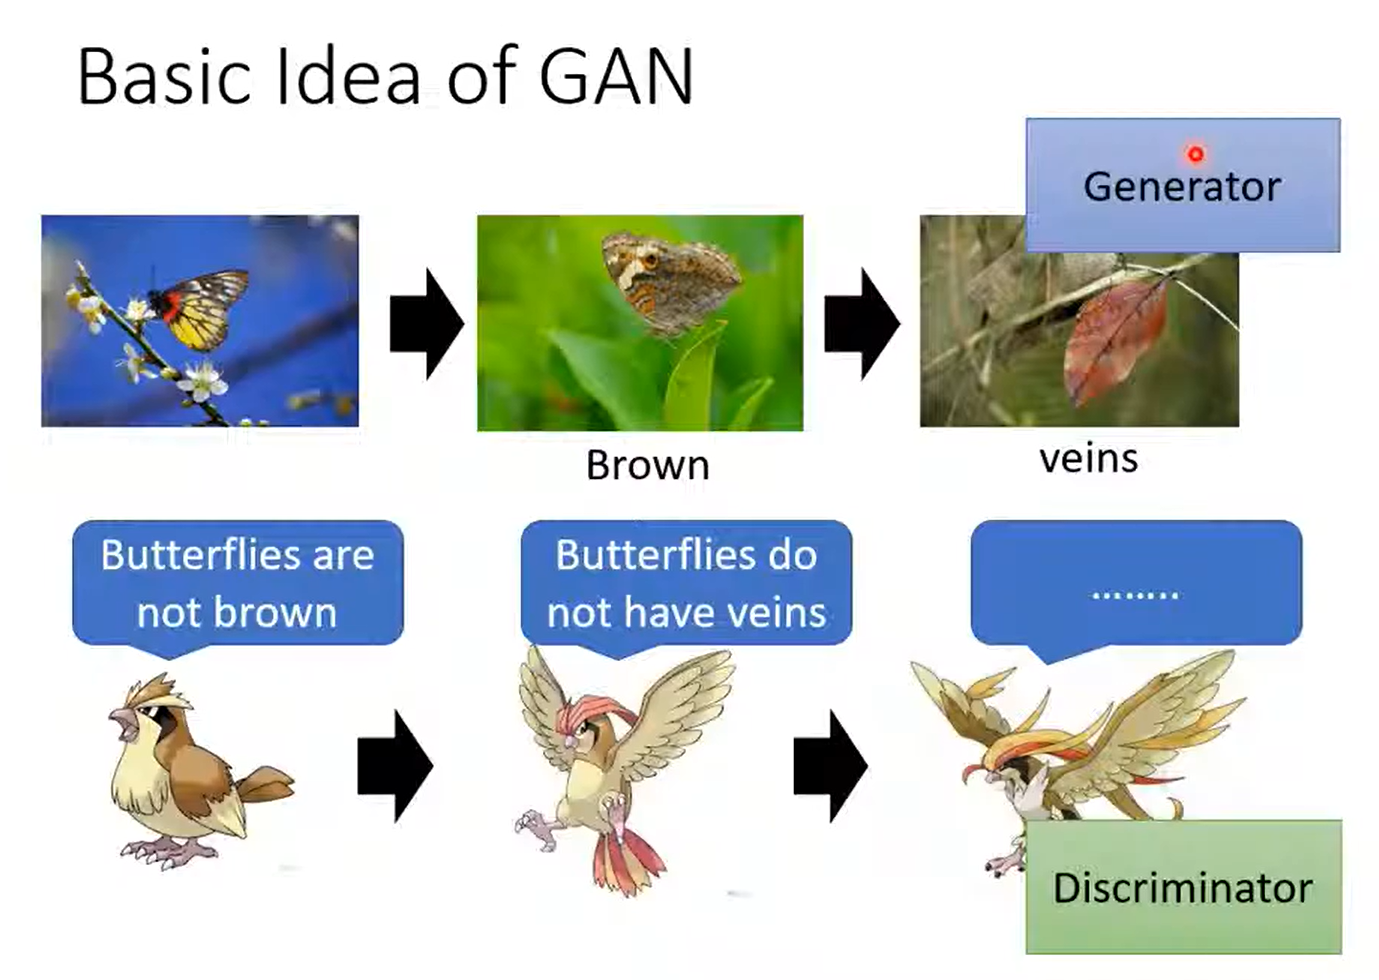 Basic Idea of GAN
Generator
Brown
veins
Butterflies are
not brown
Butterflies do
not have veins
........
Discriminator